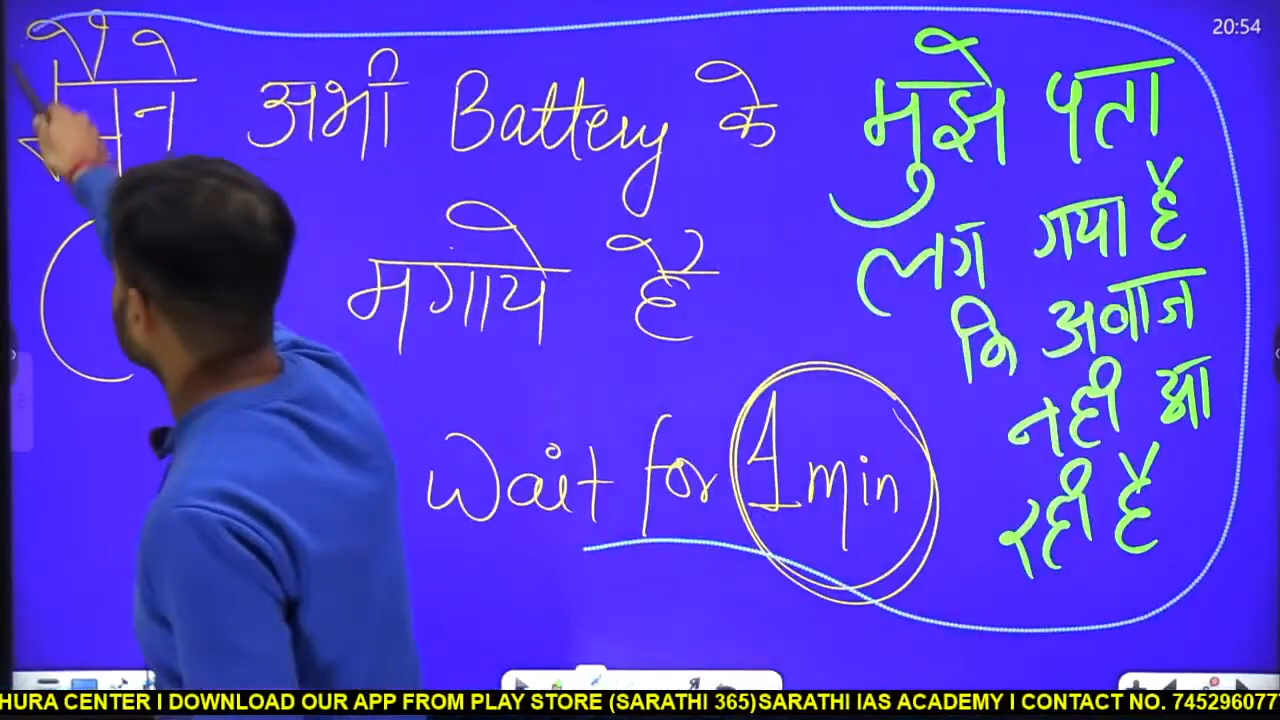 20:54
अभी Battery के
मगाये है
Wait for 1 min
मुझे पता
लग गया है
कि अवाज
नही आ
रही है
HURA CENTER I DOWNLOAD OUR APP FROM PLAY STORE (SARATHI 365)SARATHI IAS ACADEMY I CONTACT NO. 745296077